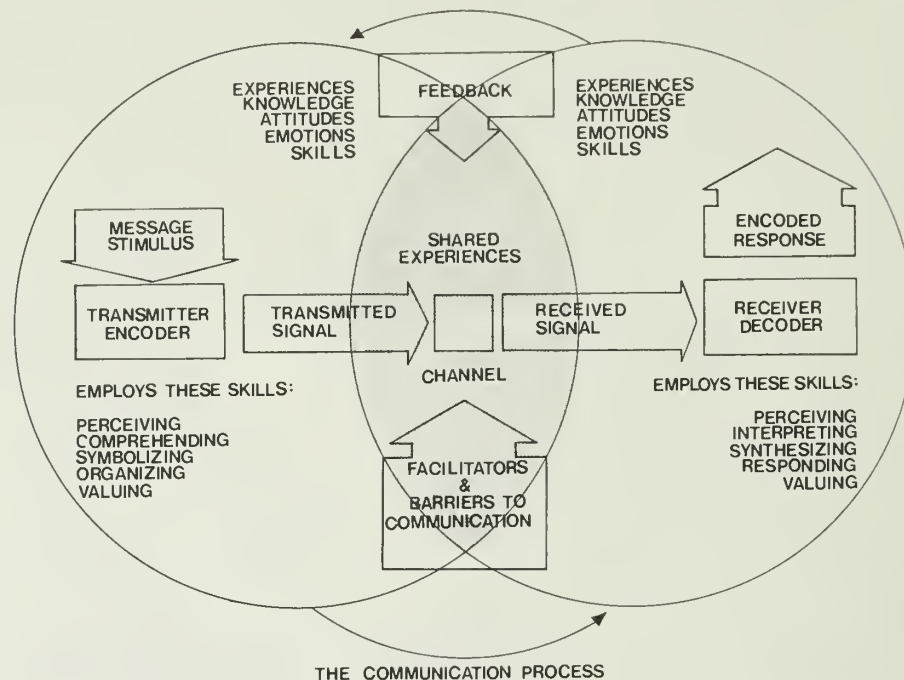 EXPERIENCES
KNOWLEDGE
ATTITUDES
EMOTIONS
SKILLS
FEEDBACK
EXPERIENCES
KNOWLEDGE
ATTITUDES
EMOTIONS
SKILLS
MESSAGE
STIMULUS
SHARED
EXPERIENCES
ENCODED
RESPONSE
TRANSMITTER
ENCODER
TRANSMITTED
SIGNAL
RECEIVED
SIGNAL
RECEIVER
DECODER
CHANNEL
EMPLOYS THESE SKILLS:
PERCEIVING
COMPREHENDING
SYMBOLIZING
ORGANIZING
VALUING
EMPLOYS THESE SKILLS:
PERCEIVING
INTERPRETING
SYNTHESIZING
RESPONDING
VALUING
FACILITATORS
&
BARRIERS TO
COMMUNICATION
THE COMMUNICATION PROCESS